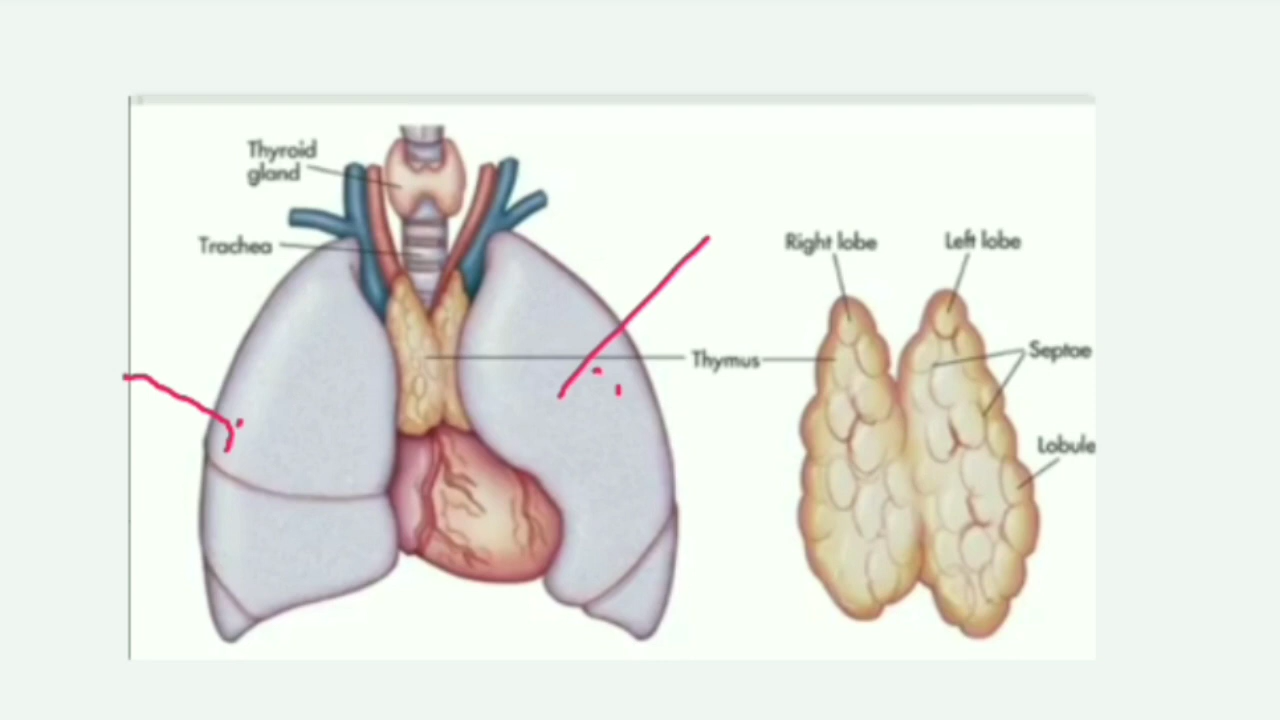 Thyroid
gland
Trachea
Right lobe
Left lobe
Septae
Thymus
Lobule